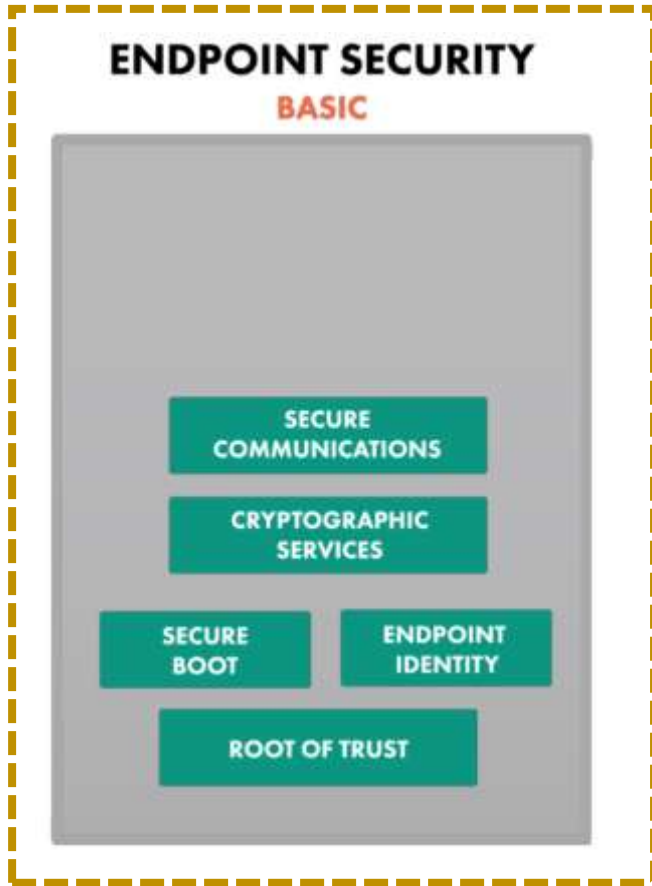 ENDPOINT SECURITY
BASIC
SECURE
COMMUNICATIONS
CRYPTOGRAPHIC
SERVICES
SECURE
BOOT
ENDPOINT
IDENTITY
ROOT OF TRUST